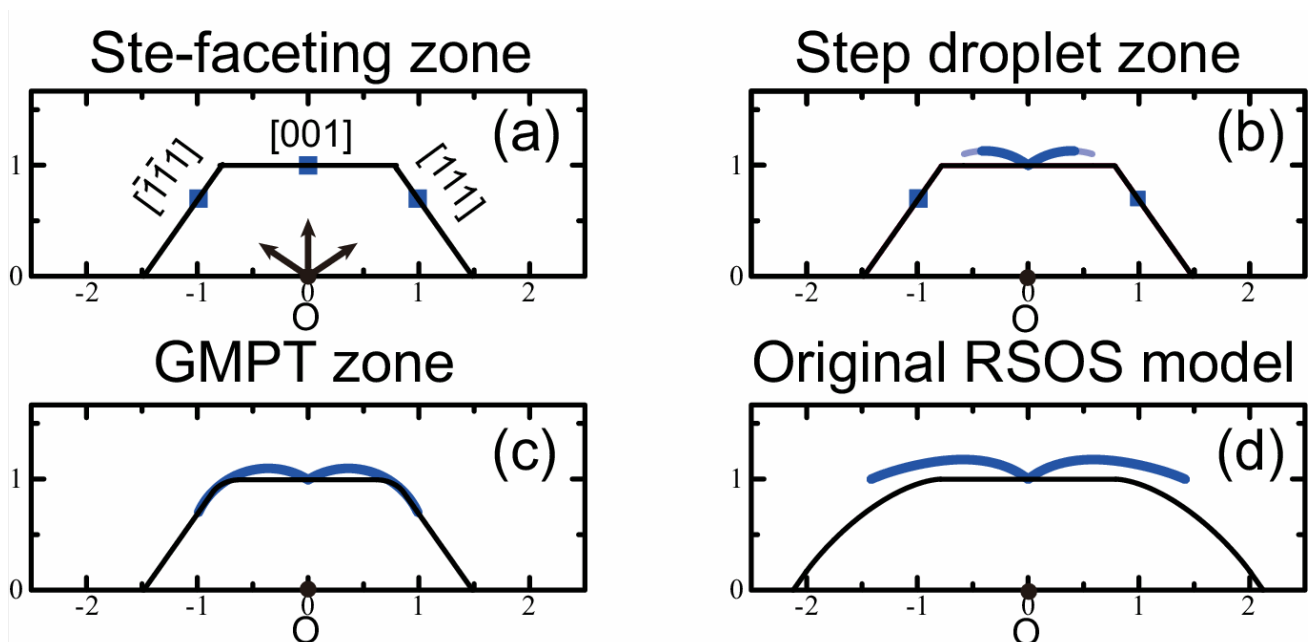 Ste-faceting zone
Step droplet zone
(a)
[001]
[1̄1̄1]
[111]
1
0
-2
-1
0
1
2
O
(b)
1
0
-2
-1
0
1
2
O
GMPT zone
Original RSOS model
(c)
1
0
-2
-1
0
1
2
O
(d)
1
0
-2
-1
0
1
2
O